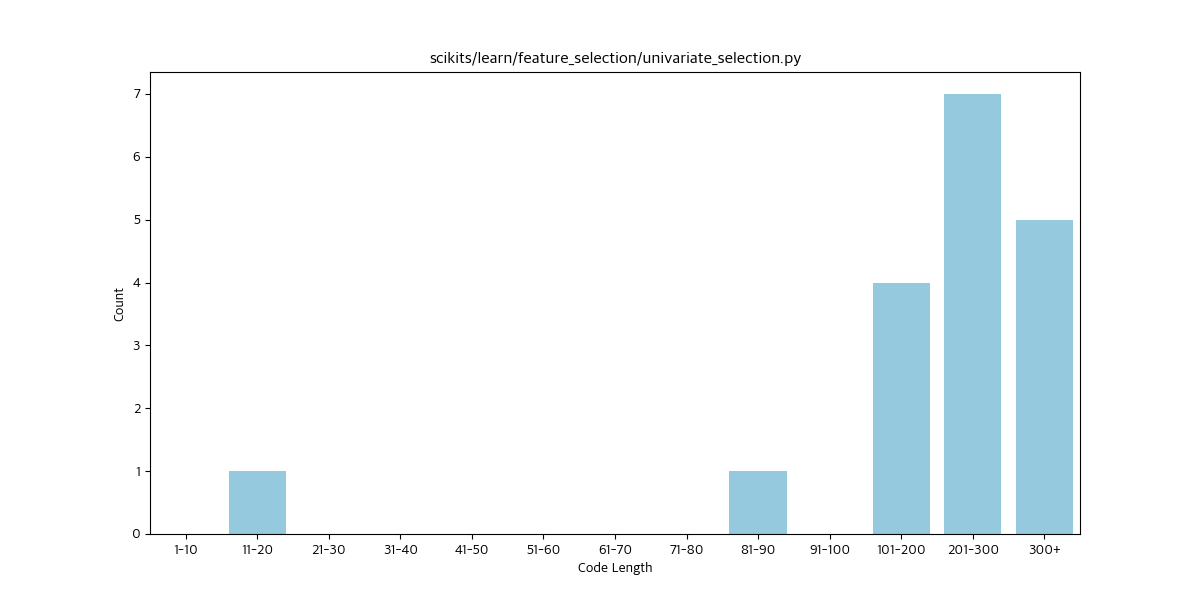 scikits/learn/feature_selection/univariate_selection.py
7
6
5
4
3
2
1
0
Count
1-10 11-20 21-30 31-40 41-50 51-60 61-70 71-80 81-90 91-100 101-200 201-300 300+
Code Length